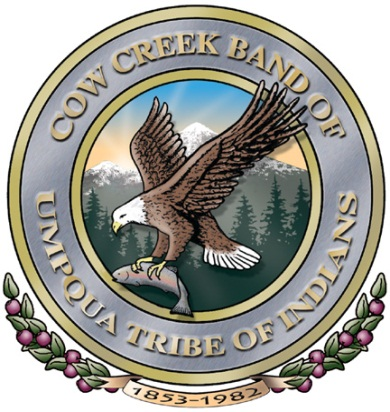 COW CREEK BAND OF
UMPQUA TRIBE OF INDIANS
1853-1982